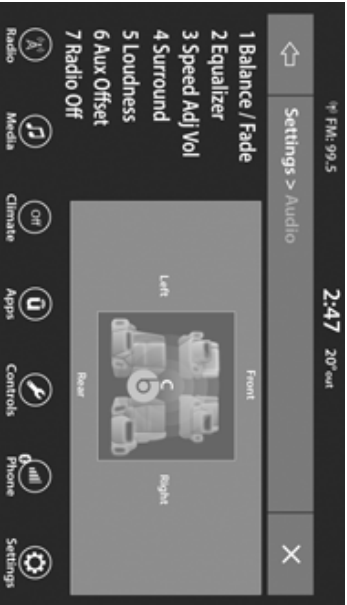 FM: 99.5
2:47
20° out
Settings > Audio
1 Balance / Fade
2 Equalizer
3 Speed Adj Vol
4 Surround
5 Loudness
6 Aux Offset
7 Radio Off
Front
Left
Right
C
Rear
Radio
Media
Off
Climate
Apps
Controls
Phone
Settings